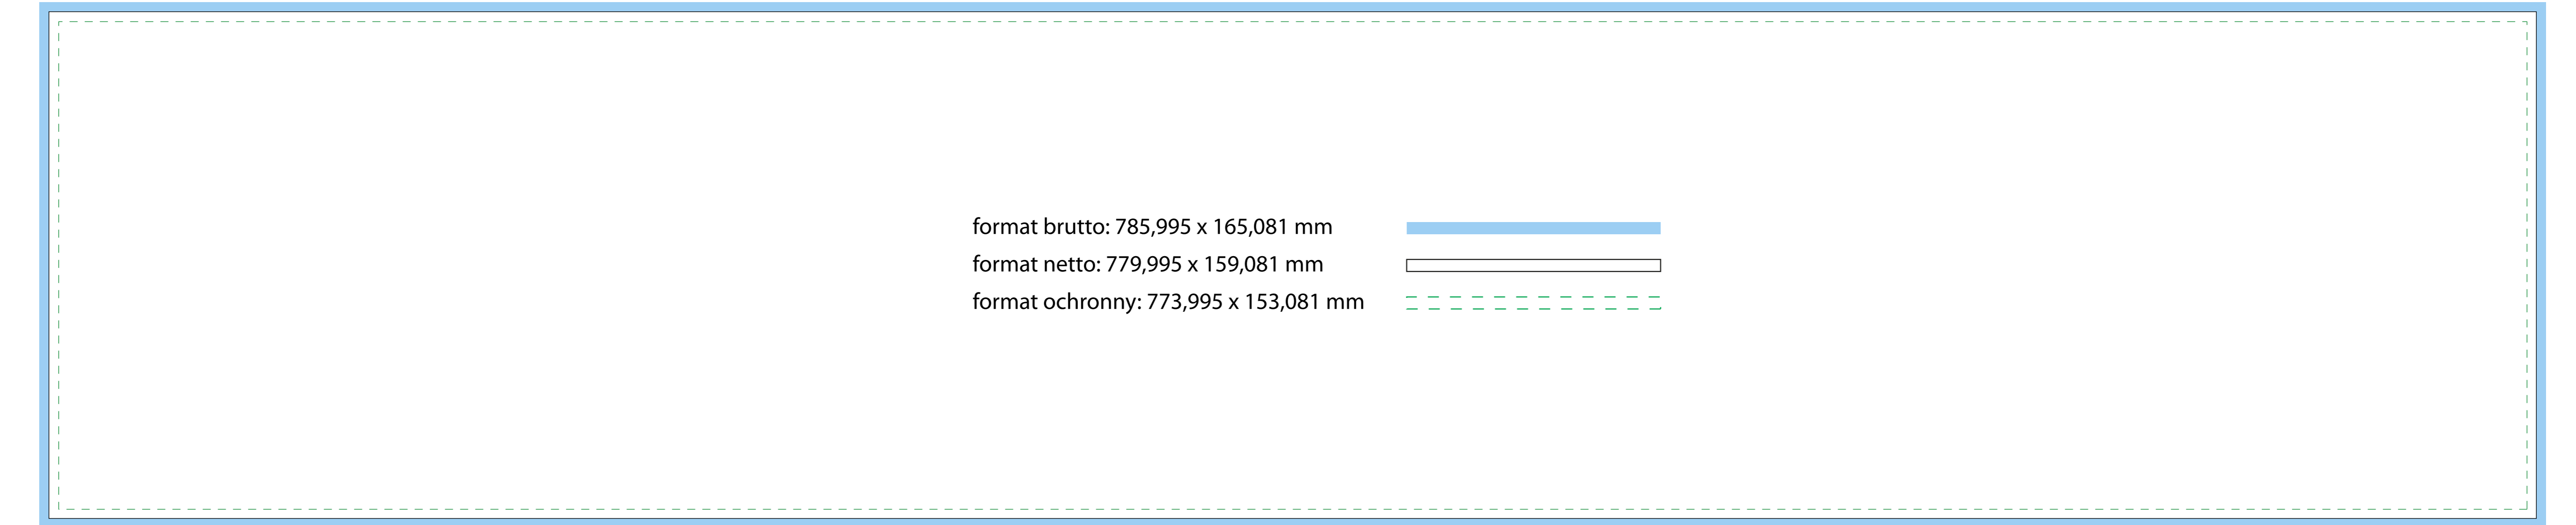 format brutto: 785,995 x 165,081 mm
format netto: 779,995 x 159,081 mm
format ochronny: 773,995 x 153,081 mm